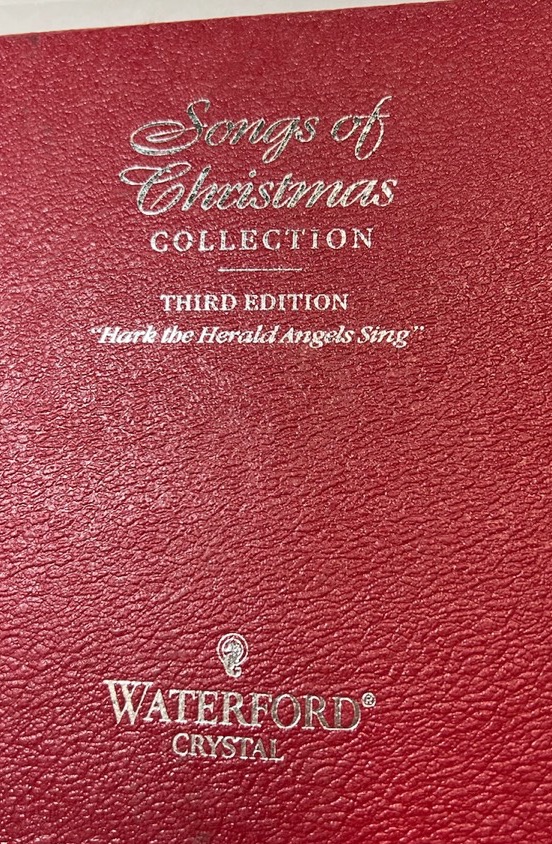 Songs of
Christmas
COLLECTION
THIRD EDITION
"Hark the Herald Angels Sing"
WATERFORD®
CRYSTAL